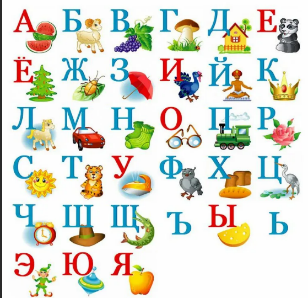 А Б В Г Д Е
Ё Ж З И Й К
Л М Н О П Р
С Т У Ф Х Ц
Ч Ш Щ Ъ Ы Ь
Э Ю Я